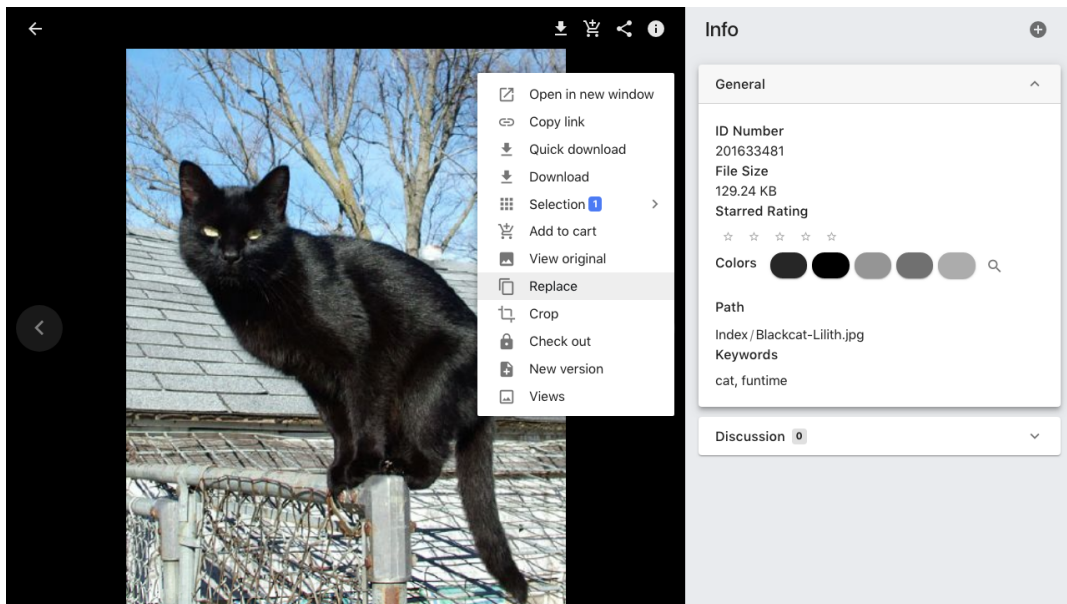 Open in new window
Copy link
Quick download
Download
Selection 1
Add to cart
View original
Replace
Crop
Check out
New version
Views
Info
General
ID Number
201633481
File Size
129.24 KB
Starred Rating
Colors
Path
Index/Blackcat-Lilith.jpg
Keywords
cat, funtime
Discussion 0